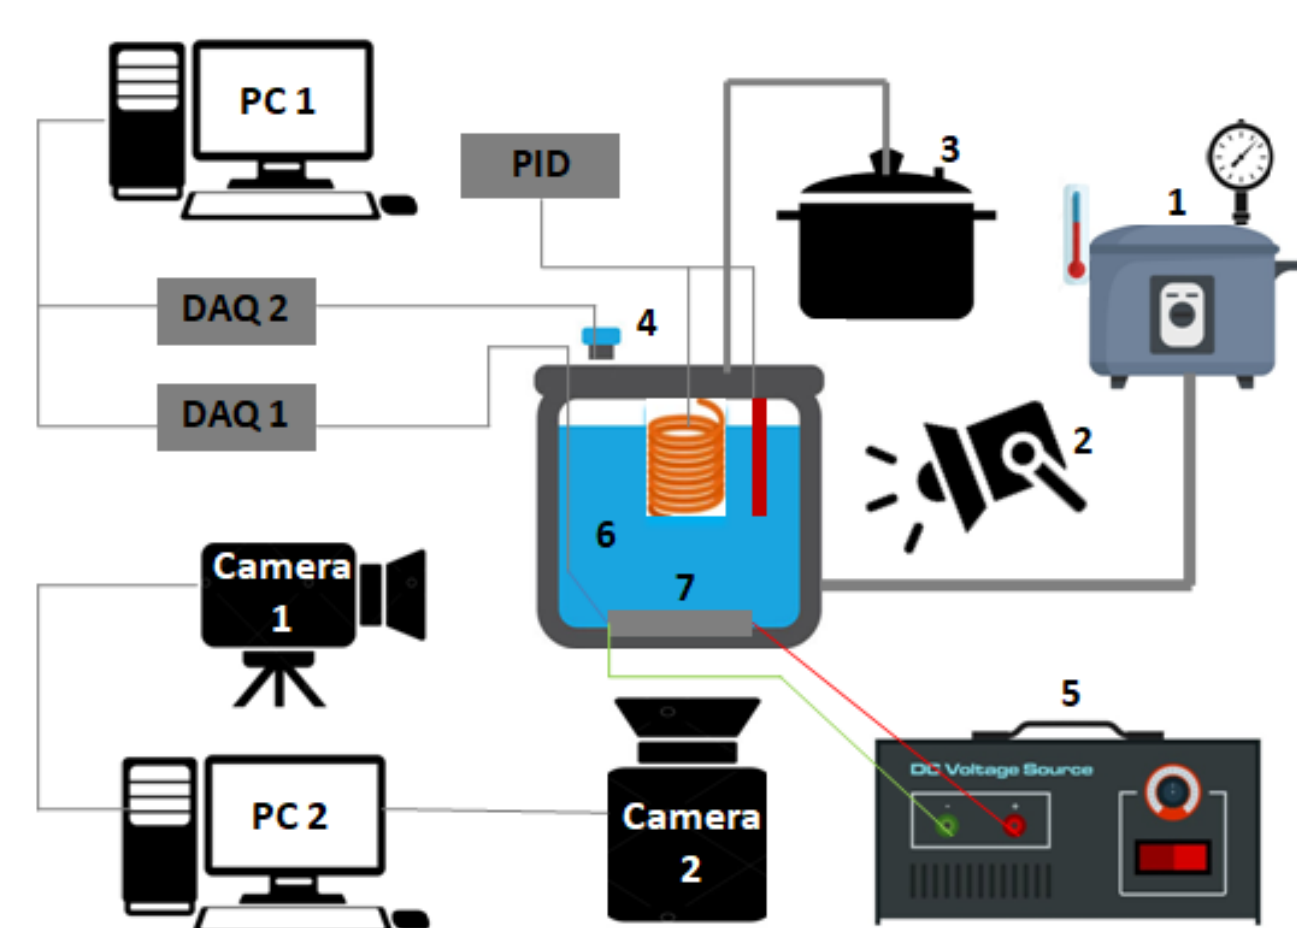 PC 1
PID
3
1
DAQ 2
4
DAQ 1
2
6
Camera
1
7
5
DC Voltage Source
- +
PC 2
Camera
2